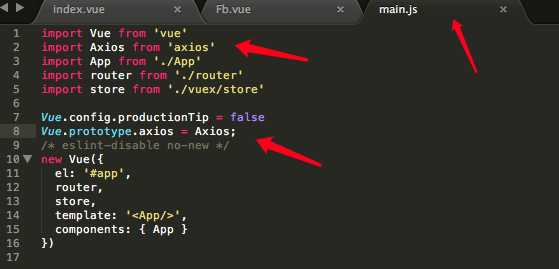 index.vue × Fb.vue × main.js ×
1 import Vue from 'vue'
2 import Axios from 'axios'
3 import App from './App'
4 import router from './router'
5 import store from './vuex/store'
6
7 Vue.config.productionTip = false
8 Vue.prototype.axios = Axios;
9 /* eslint-disable no-new */
10 new Vue({
11 el: '#app',
12 router,
13 store,
14 template: '<App/>',
15 components: { App }
16 })
17